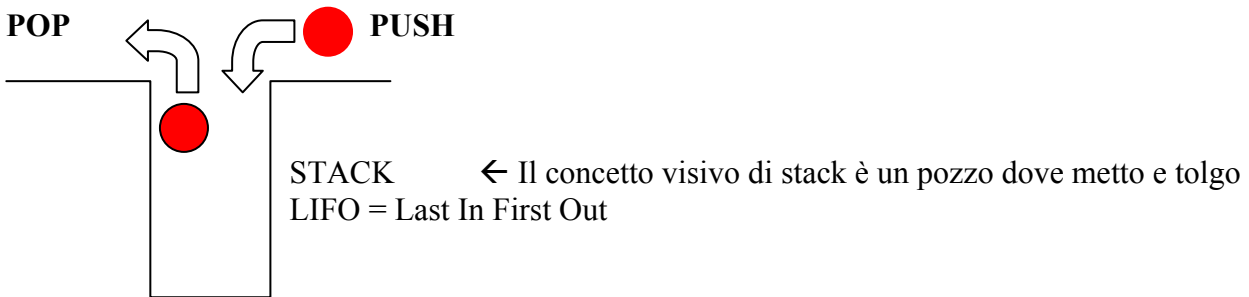 POP PUSH
STACK ← Il concetto visivo di stack è un pozzo dove metto e tolgo
LIFO = Last In First Out